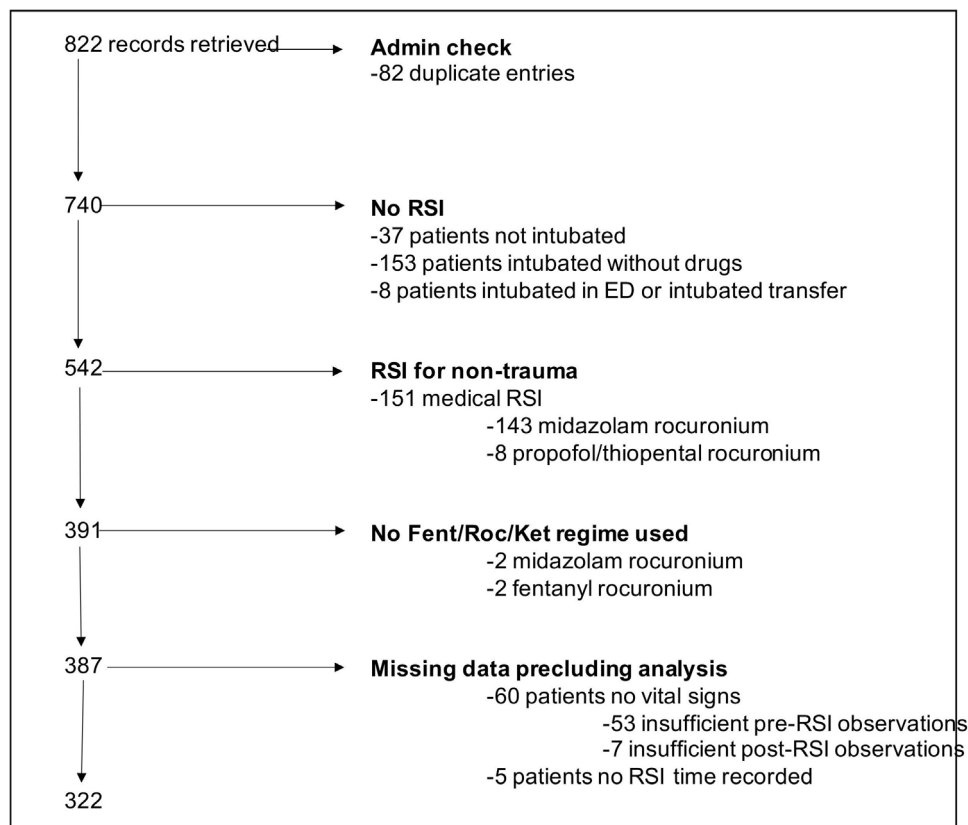 822 records retrieved
Admin check
-82 duplicate entries
740
No RSI
-37 patients not intubated
-153 patients intubated without drugs
-8 patients intubated in ED or intubated transfer
542
RSI for non-trauma
-151 medical RSI
-143 midazolam rocuronium
-8 propofol/thiopental rocuronium
391
No Fent/Roc/Ket regime used
-2 midazolam rocuronium
-2 fentanyl rocuronium
387
Missing data precluding analysis
-60 patients no vital signs
-53 insufficient pre-RSI observations
-7 insufficient post-RSI observations
-5 patients no RSI time recorded
322